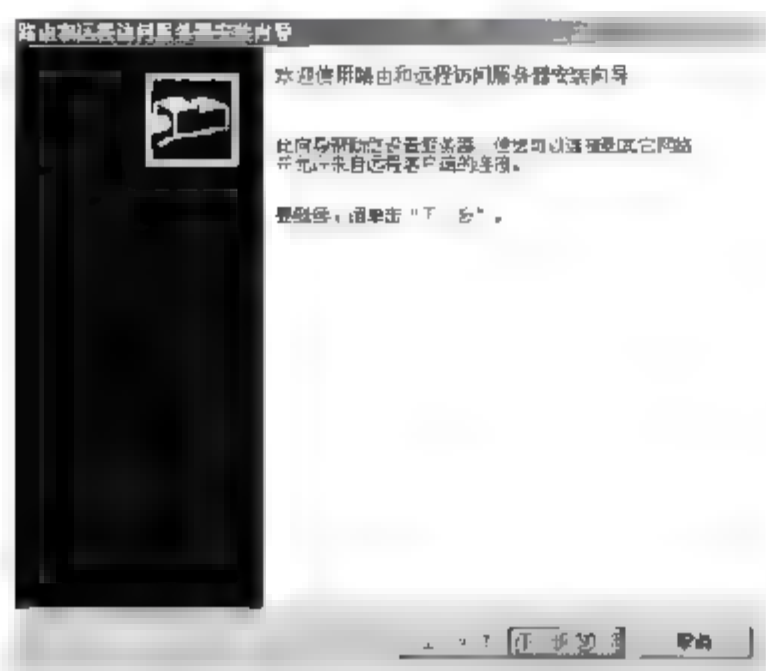 路由和远程访问服务器安装向导
欢迎使用路由和远程访问服务器安装向导
此向导帮助您设置服务器，使您可以连接到其它网络
并允许来自远程客户端的连接。
要继续，请单击"下一步"。
取消